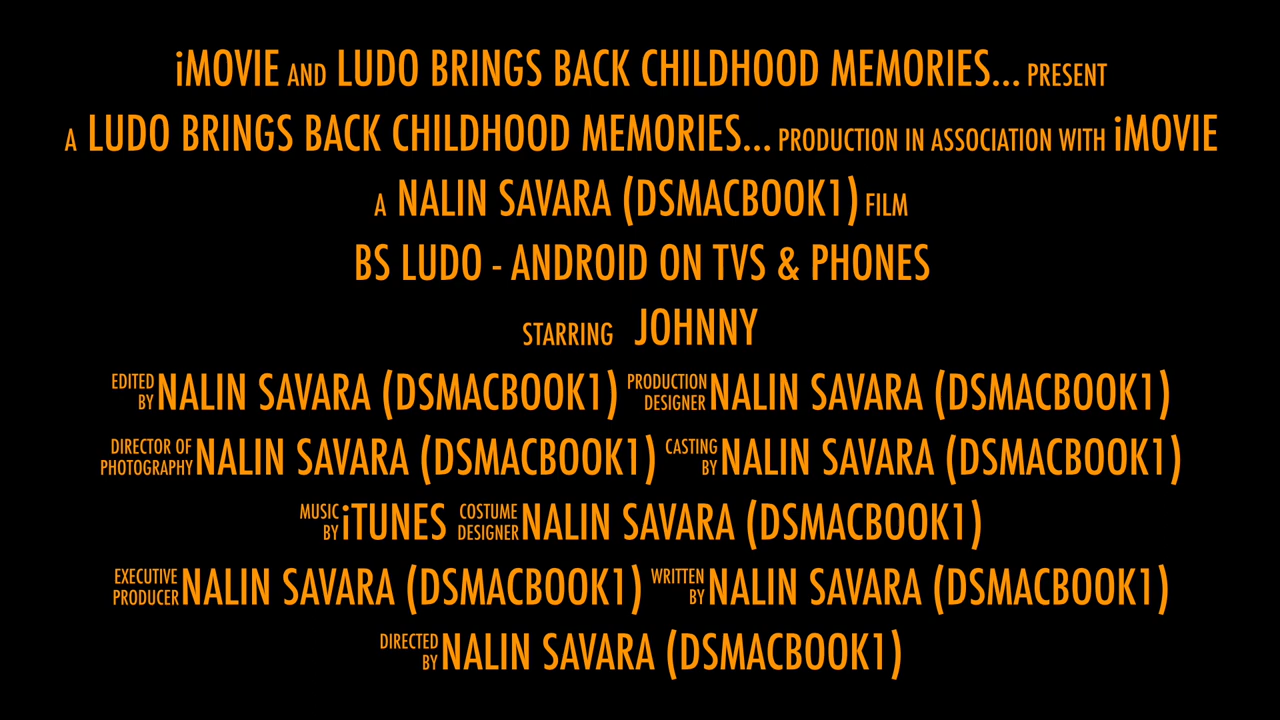 iMOVIE AND LUDO BRINGS BACK CHILDHOOD MEMORIES... PRESENT
A LUDO BRINGS BACK CHILDHOOD MEMORIES... PRODUCTION IN ASSOCIATION WITH iMOVIE
A NALIN SAVARA (DSMACBOOK1) FILM
BS LUDO - ANDROID ON TVS & PHONES
STARRING JOHNNY
EDITED BY NALIN SAVARA (DSMACBOOK1) PRODUCTION DESIGNER NALIN SAVARA (DSMACBOOK1)
DIRECTOR OF PHOTOGRAPHY NALIN SAVARA (DSMACBOOK1) CASTING BY NALIN SAVARA (DSMACBOOK1)
MUSIC BY iTUNES COSTUME DESIGNER NALIN SAVARA (DSMACBOOK1)
EXECUTIVE PRODUCER NALIN SAVARA (DSMACBOOK1) WRITTEN BY NALIN SAVARA (DSMACBOOK1)
DIRECTED BY NALIN SAVARA (DSMACBOOK1)